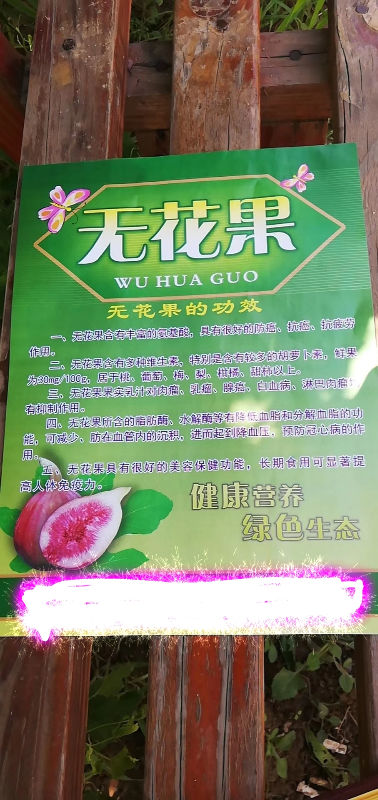 无花果
WU HUA GUO
无花果的功效
一、无花果含有丰富的氨基酸，具有很好的防癌、抗癌、抗疲劳
作用。
二、无花果含有多种维生素、特别是含有较多的胡萝卜素，鲜果
为30mg/100g，居于桃、葡萄、梅、梨、柑橘、甜柿以上。
三、无花果果实乳汁对肉瘤、乳瘤、腺癌、白血病、淋巴肉瘤
有抑制作用。
四、无花果所含的脂肪酶、水解酶等有降低血脂和分解血脂的功
能，可减少、肪在血管内的沉积、进而起到降血压，预防冠心病的作
用。
五、无花果具有很好的美容保健功能，长期食用可显著提
高人体免疫力。
健康营养
绿色生态